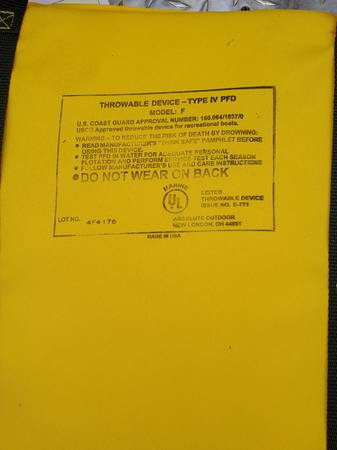 THROWABLE DEVICE – TYPE IV PFD
MODEL: F
U.S. COAST GUARD APPROVAL NUMBER: 160.064/1637/0
USCG Approved throwable device for recreational boats.
WARNING – TO REDUCE THE RISK OF DEATH BY DROWNING:
• READ MANUFACTURER'S "THINK SAFE" PAMPHLET BEFORE
USING THIS DEVICE.
• TEST PFD IN WATER FOR ADEQUATE PERSONAL
FLOTATION AND PERFORM SERVICE TEST EACH SEASON
• FOLLOW MANUFACTURER'S USE AND CARE INSTRUCTIONS
• DO NOT WEAR ON BACK
MARINE
UL
LISTED
THROWABLE DEVICE
ISSUE NO. E-771
LOT NO. 4F4176
ABSOLUTE OUTDOOR
NEW LONDON, OH 44851
MADE IN USA